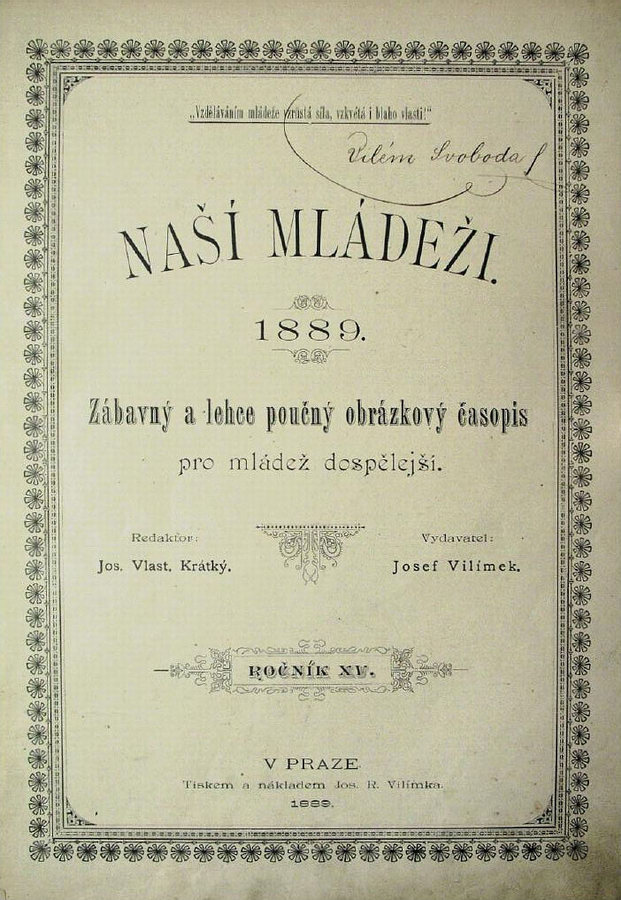 „Vzděláváním mládeže vzrůstá síla, vzkvétá i blaho vlasti!“
Vilém Svoboda
NAŠÍ MLÁDEŽI.
1889.
Zábavný a lehce poučný obrázkový časopis
pro mládež dospělejší.
Redaktor:
Jos. Vlast. Krátký.
Vydavatel:
Josef Vilímek.
ROČNÍK XV.
V PRAZE.
Tiskem a nákladem Jos. R. Vilímka.
1889.